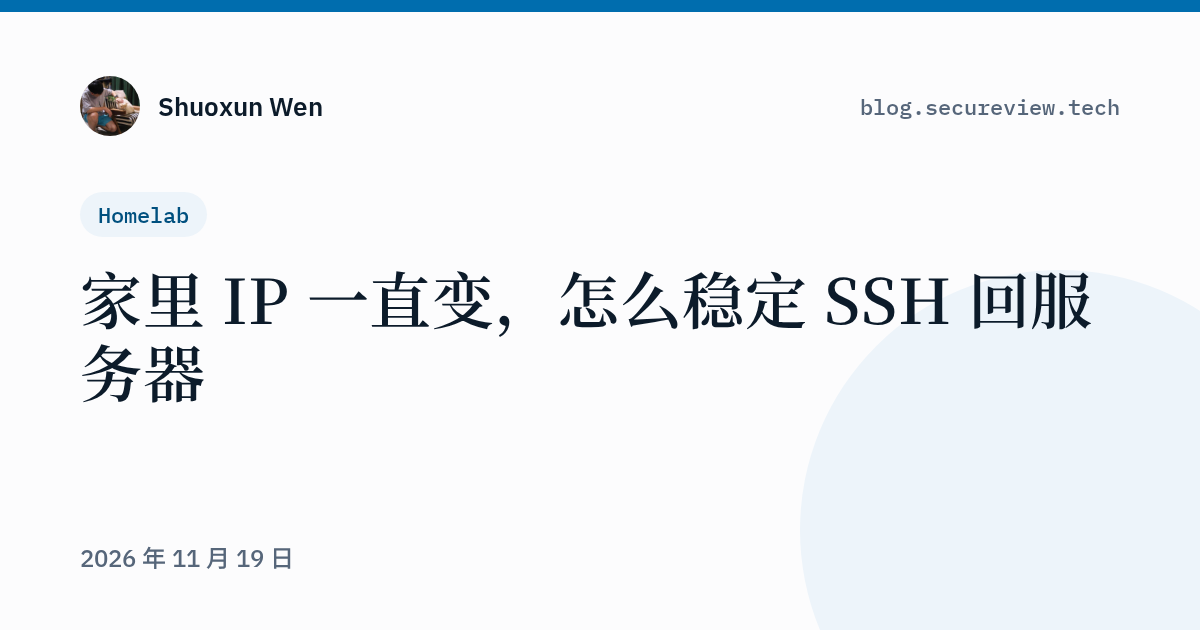 Shuoxun Wen
blog.secureview.tech
Homelab
家里 IP 一直变，怎么稳定 SSH 回服
务器
2026 年 11 月 19 日